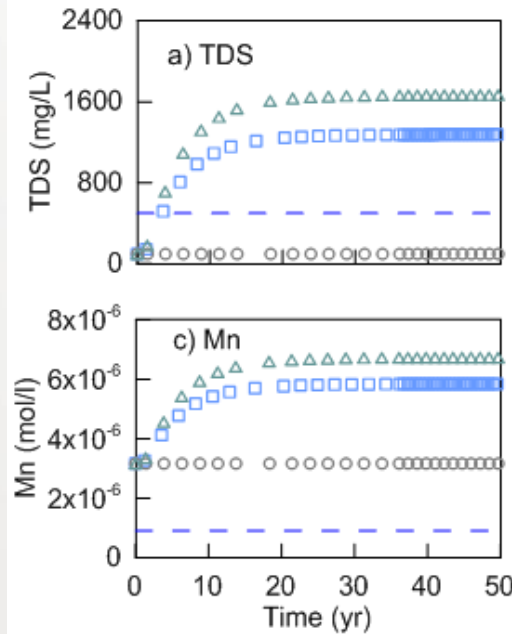 2400
a) TDS
1600
TDS (mg/L)
800
0
8x10⁻⁶
c) Mn
6x10⁻⁶
Mn (mol/l)
4x10⁻⁶
2x10⁻⁶
0
0 10 20 30 40 50
Time (yr)